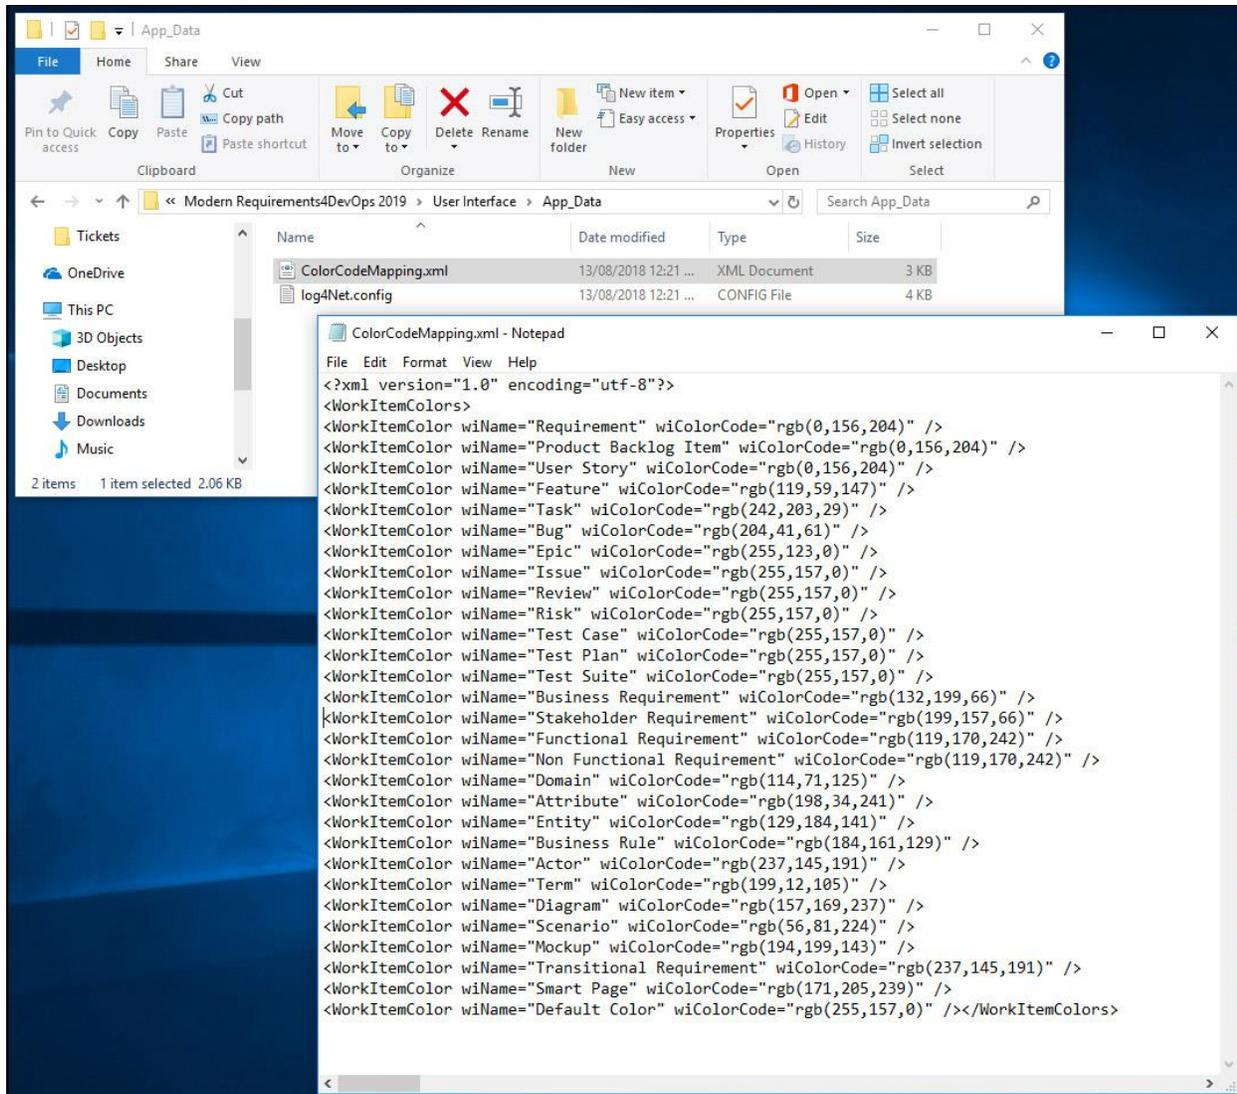 App_Data
File Home Share View
Pin to Quick access
Copy
Paste
Cut
Copy path
Paste shortcut
Clipboard
Move to
Copy to
Delete
Rename
Organize
New folder
New item
Easy access
New
Properties
Open
Edit
History
Open
Select all
Select none
Invert selection
Select
« Modern Requirements4DevOps 2019 > User Interface > App_Data
Search App_Data
Tickets
OneDrive
This PC
3D Objects
Desktop
Documents
Downloads
Music
Name Date modified Type Size
ColorCodeMapping.xml 13/08/2018 12:21 ... XML Document 3 KB
log4Net.config 13/08/2018 12:21 ... CONFIG File 4 KB
2 items 1 item selected 2.06 KB
ColorCodeMapping.xml - Notepad
File Edit Format View Help
<?xml version="1.0" encoding="utf-8"?>
<WorkItemColors>
<WorkItemColor wiName="Requirement" wiColorCode="rgb(0,156,204)" />
<WorkItemColor wiName="Product Backlog Item" wiColorCode="rgb(0,156,204)" />
<WorkItemColor wiName="User Story" wiColorCode="rgb(0,156,204)" />
<WorkItemColor wiName="Feature" wiColorCode="rgb(119,59,147)" />
<WorkItemColor wiName="Task" wiColorCode="rgb(242,203,29)" />
<WorkItemColor wiName="Bug" wiColorCode="rgb(204,41,61)" />
<WorkItemColor wiName="Epic" wiColorCode="rgb(255,123,0)" />
<WorkItemColor wiName="Issue" wiColorCode="rgb(255,157,0)" />
<WorkItemColor wiName="Review" wiColorCode="rgb(255,157,0)" />
<WorkItemColor wiName="Risk" wiColorCode="rgb(255,157,0)" />
<WorkItemColor wiName="Test Case" wiColorCode="rgb(255,157,0)" />
<WorkItemColor wiName="Test Plan" wiColorCode="rgb(255,157,0)" />
<WorkItemColor wiName="Test Suite" wiColorCode="rgb(255,157,0)" />
<WorkItemColor wiName="Business Requirement" wiColorCode="rgb(132,199,66)" />
<WorkItemColor wiName="Stakeholder Requirement" wiColorCode="rgb(199,157,66)" />
<WorkItemColor wiName="Functional Requirement" wiColorCode="rgb(119,170,242)" />
<WorkItemColor wiName="Non Functional Requirement" wiColorCode="rgb(119,170,242)" />
<WorkItemColor wiName="Domain" wiColorCode="rgb(114,71,125)" />
<WorkItemColor wiName="Attribute" wiColorCode="rgb(198,34,241)" />
<WorkItemColor wiName="Entity" wiColorCode="rgb(129,184,141)" />
<WorkItemColor wiName="Business Rule" wiColorCode="rgb(184,161,129)" />
<WorkItemColor wiName="Actor" wiColorCode="rgb(237,145,191)" />
<WorkItemColor wiName="Term" wiColorCode="rgb(199,12,105)" />
<WorkItemColor wiName="Diagram" wiColorCode="rgb(157,169,237)" />
<WorkItemColor wiName="Scenario" wiColorCode="rgb(56,81,224)" />
<WorkItemColor wiName="Mockup" wiColorCode="rgb(194,199,143)" />
<WorkItemColor wiName="Transitional Requirement" wiColorCode="rgb(237,145,191)" />
<WorkItemColor wiName="Smart Page" wiColorCode="rgb(171,205,239)" />
<WorkItemColor wiName="Default Color" wiColorCode="rgb(255,157,0)" /></WorkItemColors>